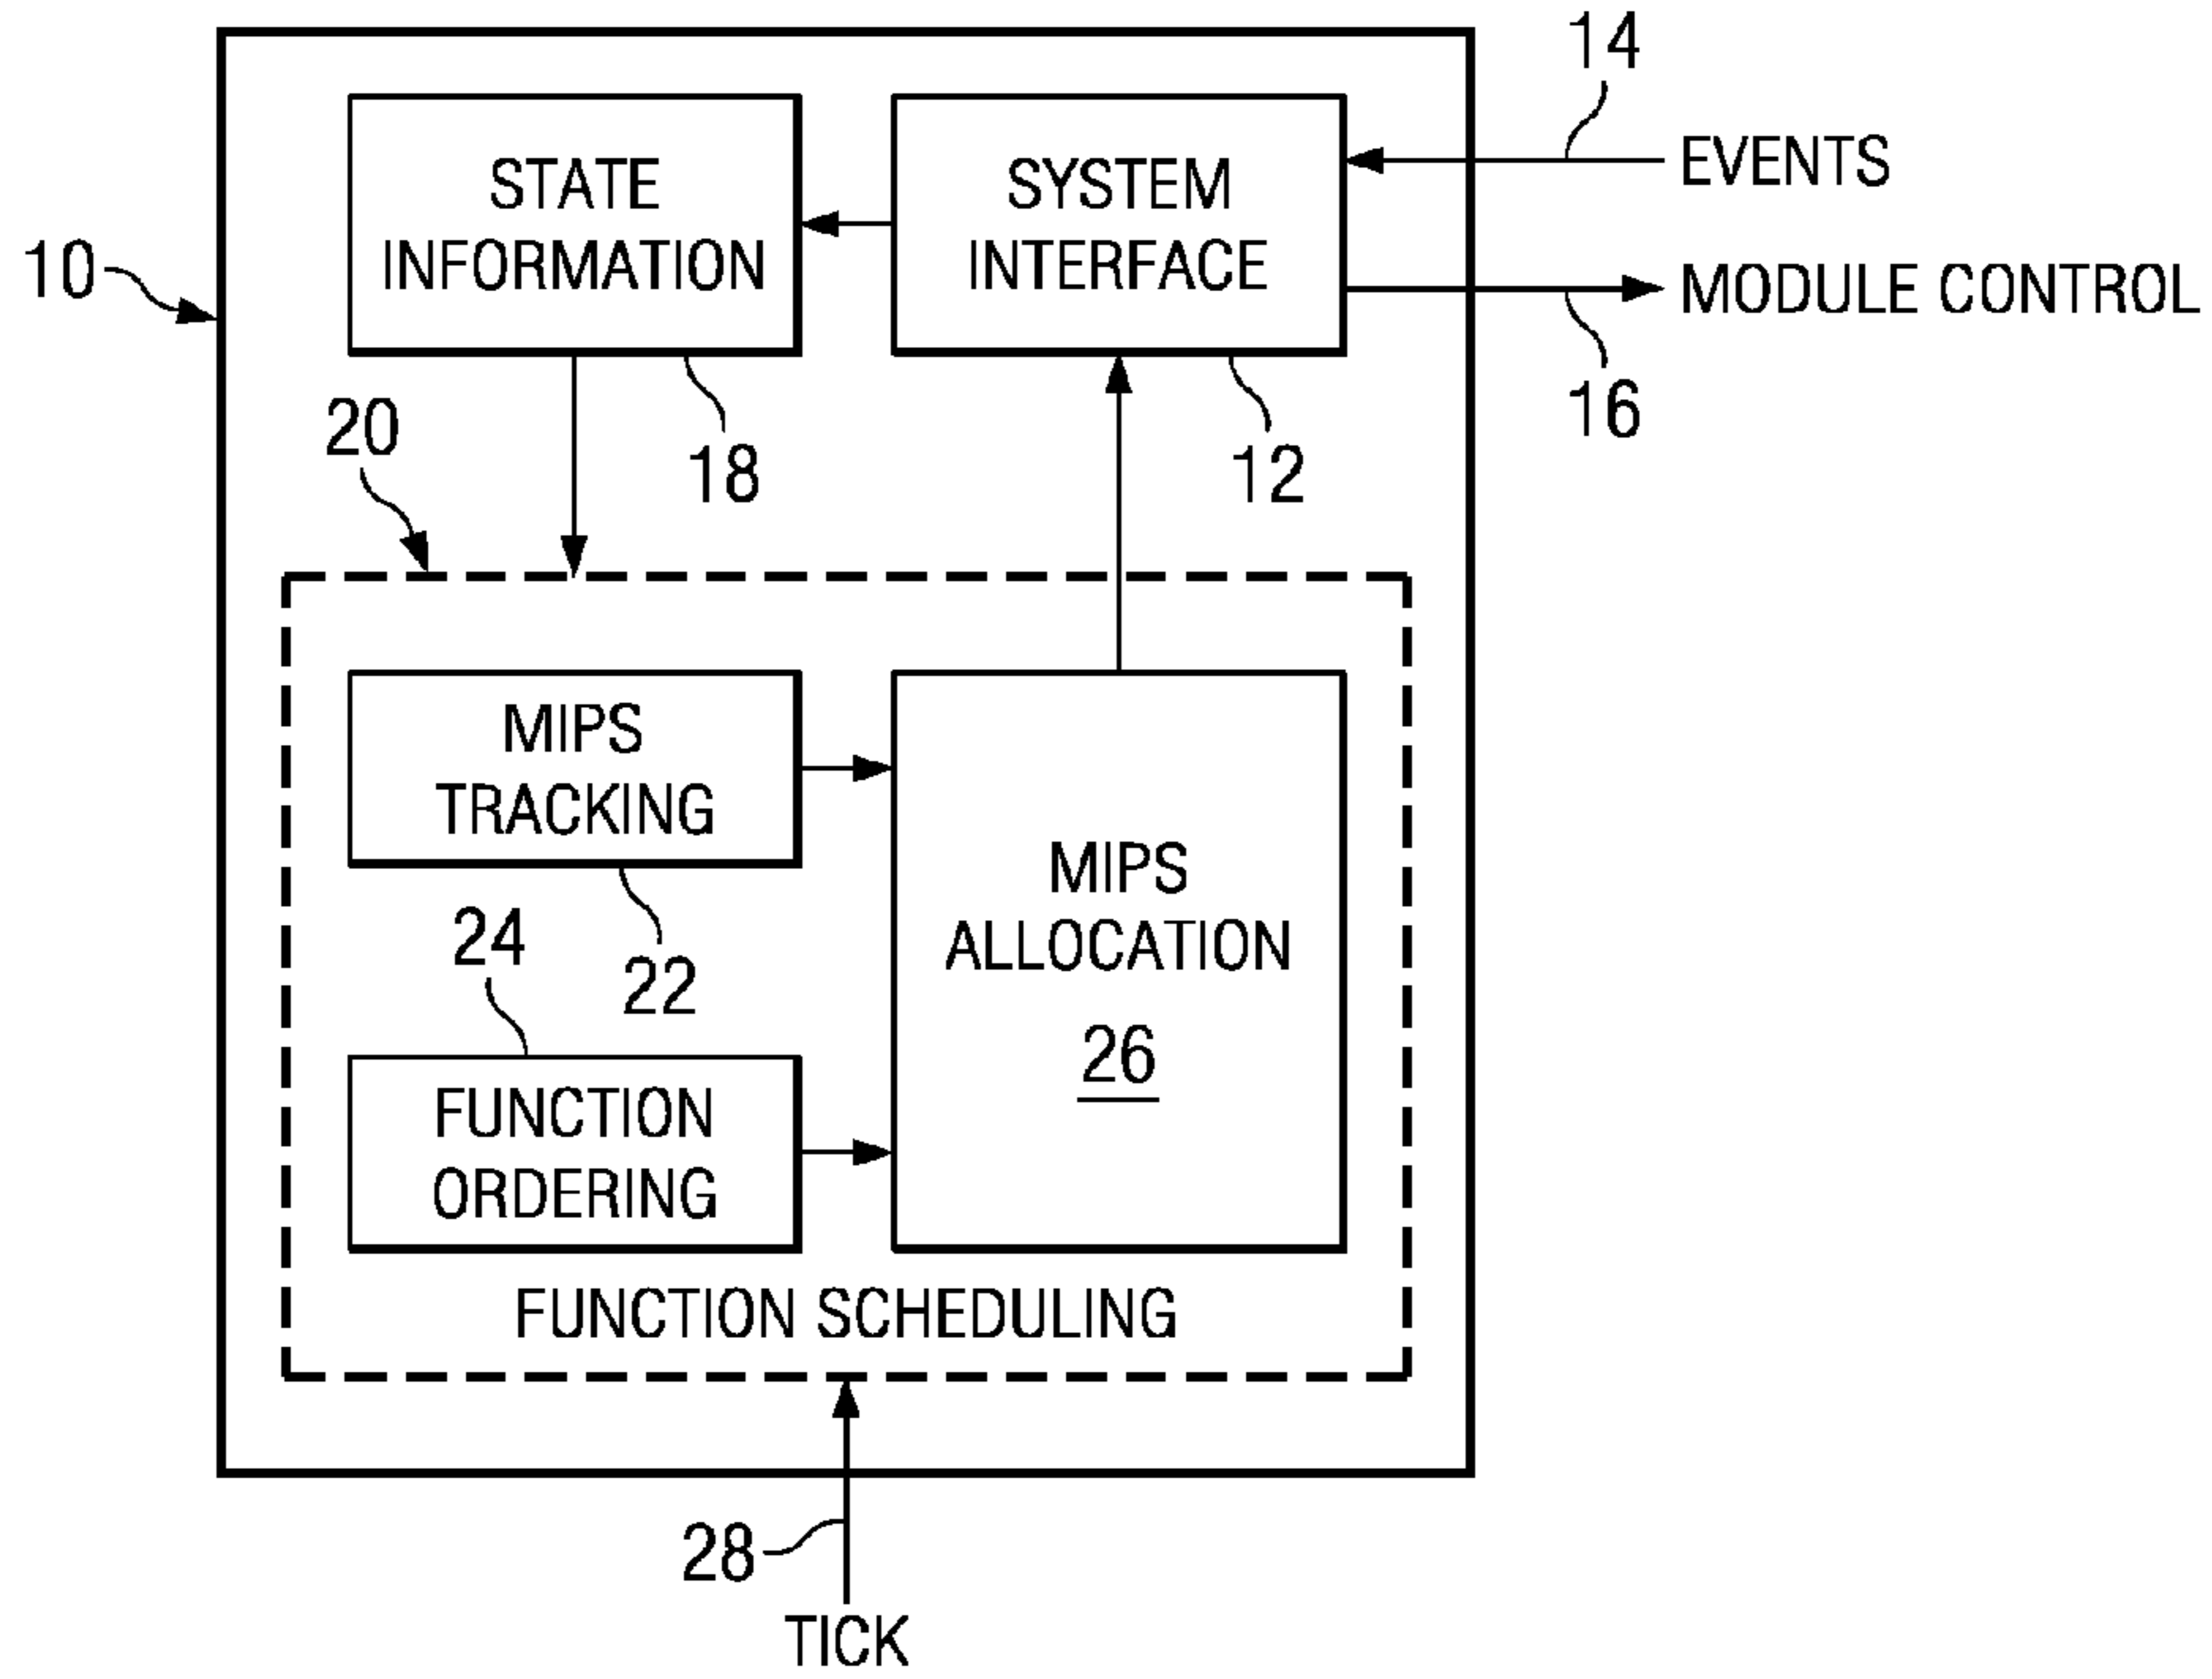 14
STATE
INFORMATION
SYSTEM
INTERFACE
EVENTS
10
MODULE CONTROL
20
18
12
16
MIPS
TRACKING
24
22
MIPS
ALLOCATION
26
FUNCTION
ORDERING
FUNCTION SCHEDULING
28
TICK